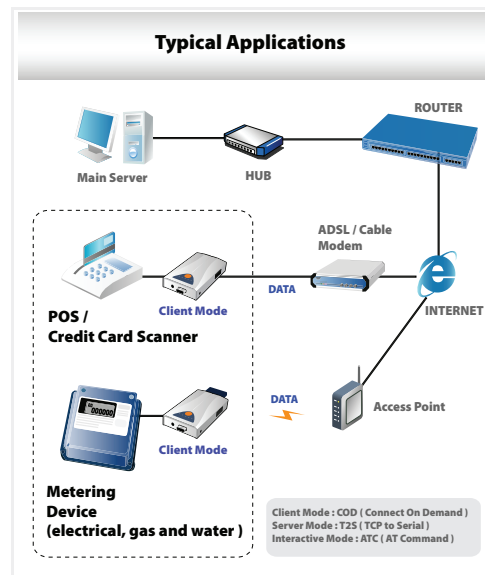 Typical Applications
ROUTER
Main Server
HUB
ADSL / Cable
Modem
DATA
INTERNET
Client Mode
POS /
Credit Card Scanner
000000
DATA
Access Point
Client Mode
Metering
Device
(electrical, gas and water )
Client Mode : COD ( Connect On Demand )
Server Mode : T2S ( TCP to Serial )
Interactive Mode : ATC ( AT Command )